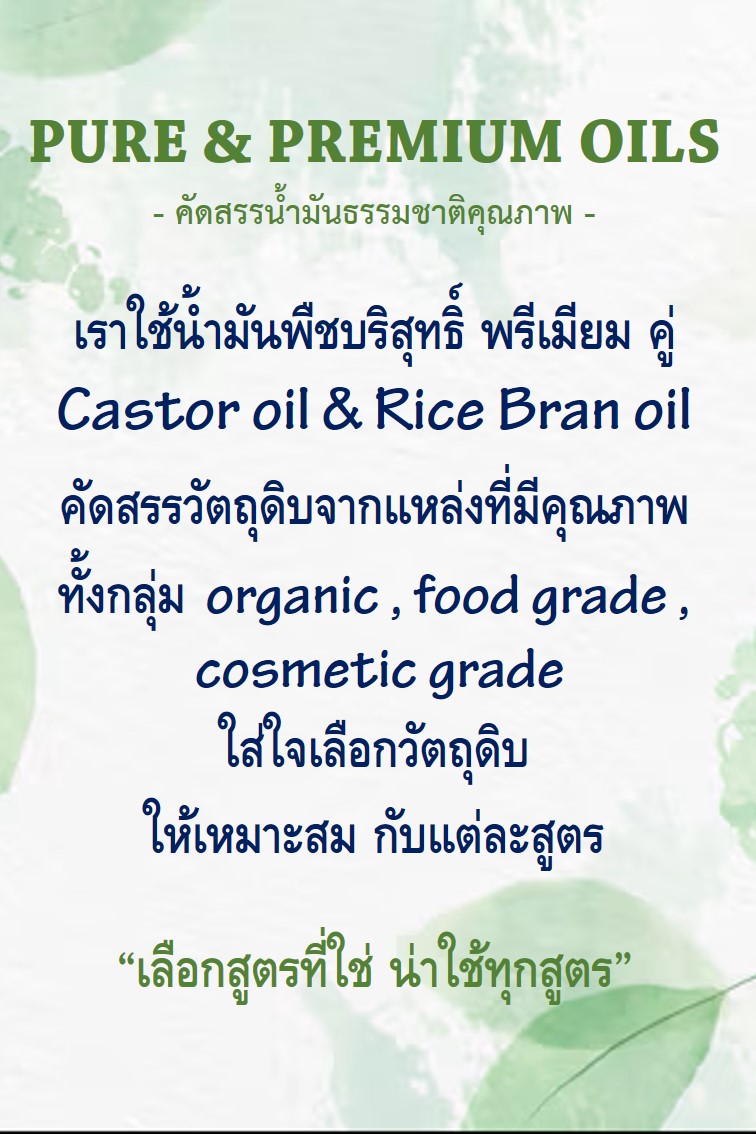 PURE & PREMIUM OILS
- คัดสรรน้ำมันธรรมชาติคุณภาพ -
เราใช้น้ำมันพืชบริสุทธิ์ พรีเมียม คู่
Castor oil & Rice Bran oil
คัดสรรวัตถุดิบจากแหล่งที่มีคุณภาพ
ทั้งกลุ่ม organic , food grade ,
cosmetic grade
ใส่ใจเลือกวัตถุดิบ
ให้เหมาะสม กับแต่ละสูตร
“เลือกสูตรที่ใช่ น่าใช้ทุกสูตร”